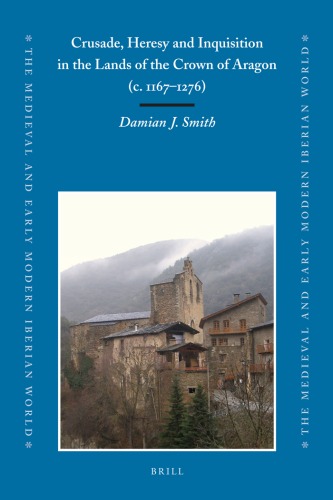 Crusade, Heresy and Inquisition
in the Lands of the Crown of Aragon
(c. 1167–1276)
Damian J. Smith
* THE MEDIEVAL AND EARLY MODERN IBERIAN WORLD *
* THE MEDIEVAL AND EARLY MODERN IBERIAN WORLD *
BRILL